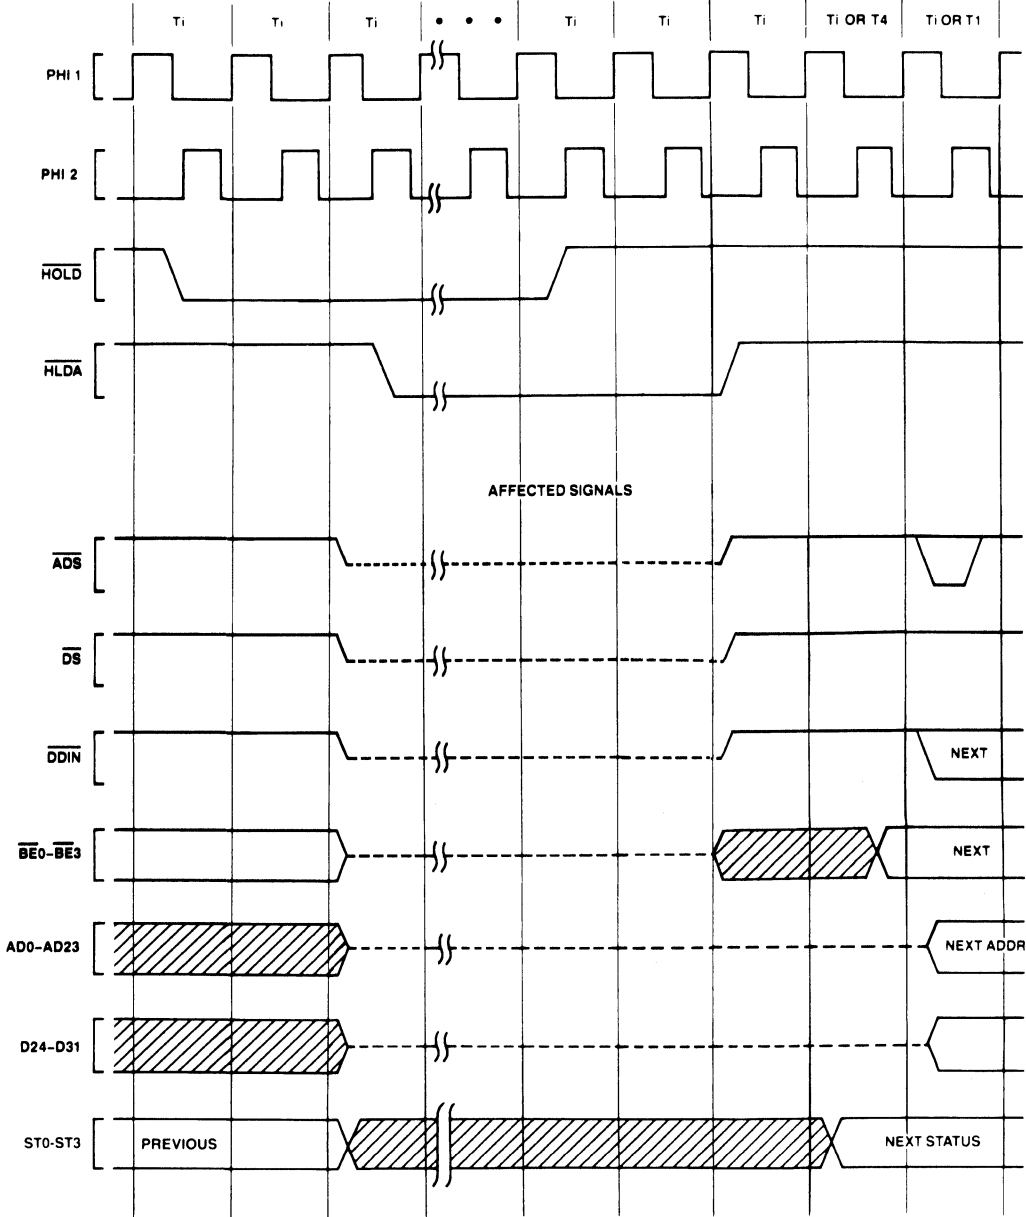 Ti Ti Ti • • • Ti Ti Ti Ti OR T4 Ti OR T1
PHI 1
PHI 2
HOLD
HLDA
AFFECTED SIGNALS
ADS
DS
DDIN NEXT
BE0-BE3 NEXT
AD0-AD23 NEXT ADDR
D24-D31
ST0-ST3 PREVIOUS NEXT STATUS